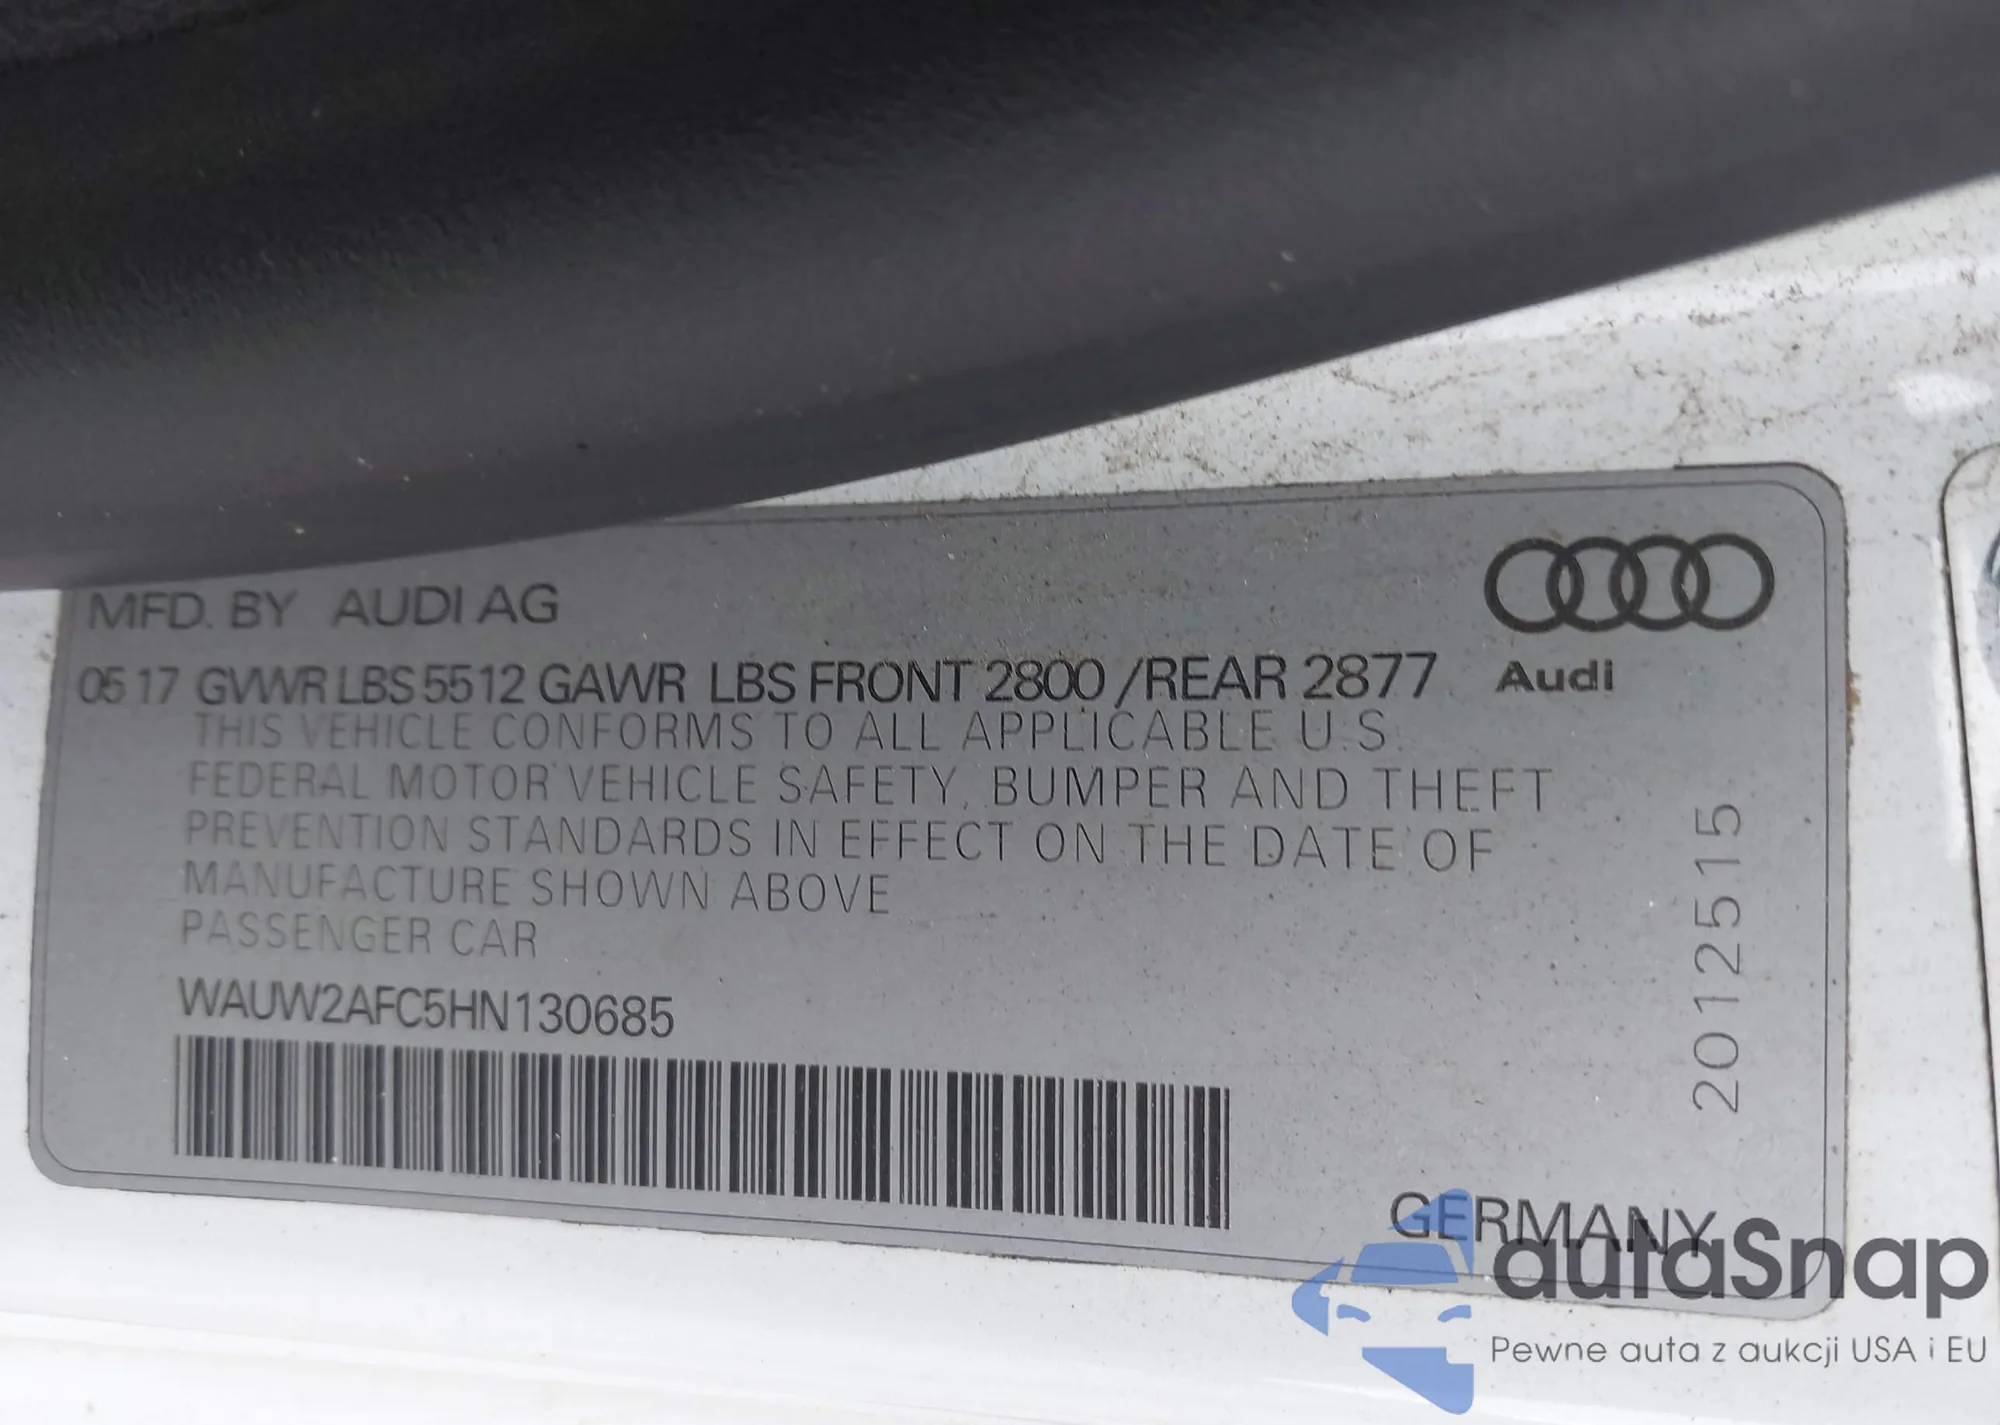 MFD. BY AUDI AG
05 17 GVWR LBS 5512 GAWR LBS FRONT 2800 /REAR 2877
Audi
THIS VEHICLE CONFORMS TO ALL APPLICABLE U.S.
FEDERAL MOTOR VEHICLE SAFETY, BUMPER AND THEFT
PREVENTION STANDARDS IN EFFECT ON THE DATE OF
MANUFACTURE SHOWN ABOVE
PASSENGER CAR
WAUW2AFC5HN130685
2012515
GERMANY
autaSnap
Pewne auta z aukcji USA i EU